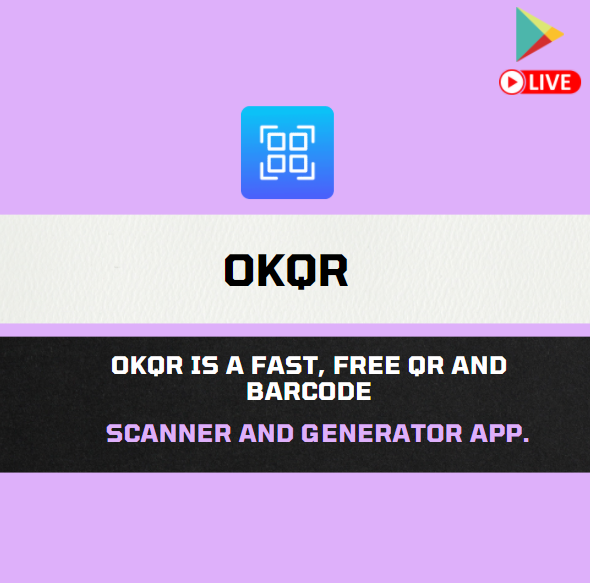 LIVE
OKQR
OKQR IS A FAST, FREE QR AND
BARCODE
SCANNER AND GENERATOR APP.